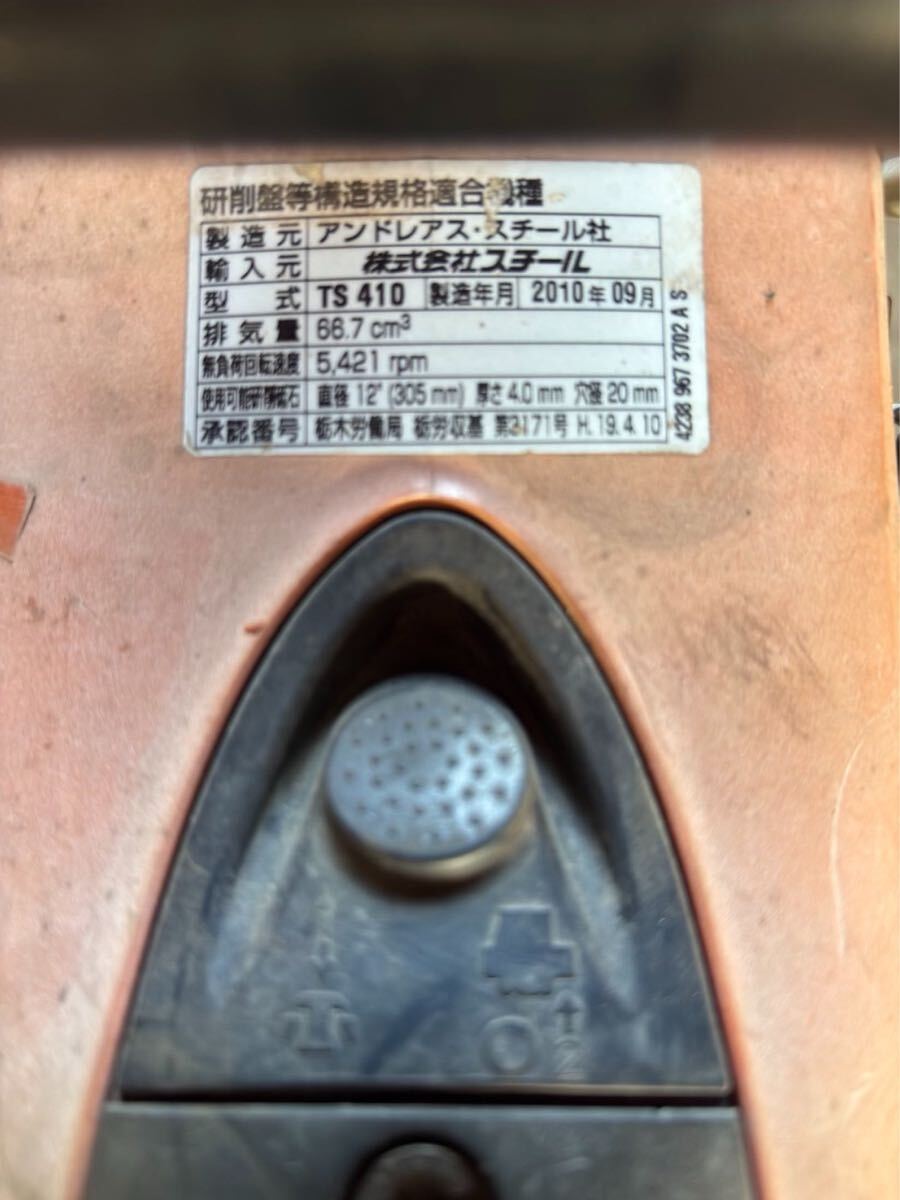 研削盤等構造規格適合機種
製造元 アンドレアス・スチール社
輸入元 株式会社スチール
型式 TS 410 製造年月 2010年09月
排気量 66.7 cm³
無負荷回転速度 5,421 rpm
使用可能研削砥石 直径 12" (305 mm) 厚さ 4.0 mm 穴径 20 mm
承認番号 栃木労働局 栃労収基 第3171号 H.19.4.10
4238 967 3702 A S
2